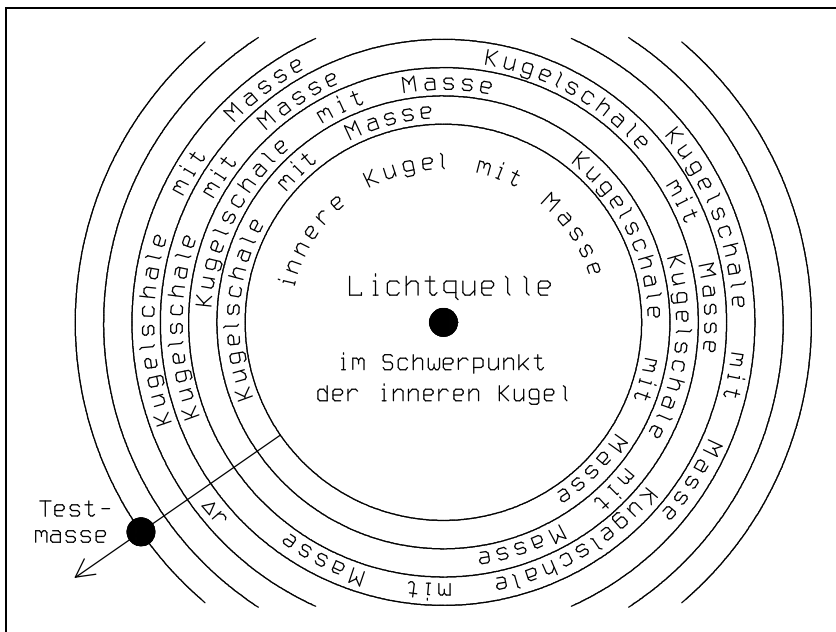 Kugelschale mit Masse
Kugelschale mit Masse
Kugelschale mit Masse
Kugelschale mit Masse
Kugelschale mit Masse
Kugelschale mit Masse
Kugelschale mit Masse
Kugelschale mit Masse
Kugelschale mit Masse
innere Kugel mit Masse
Lichtquelle
im Schwerpunkt
der inneren Kugel
Δr
Test-
masse